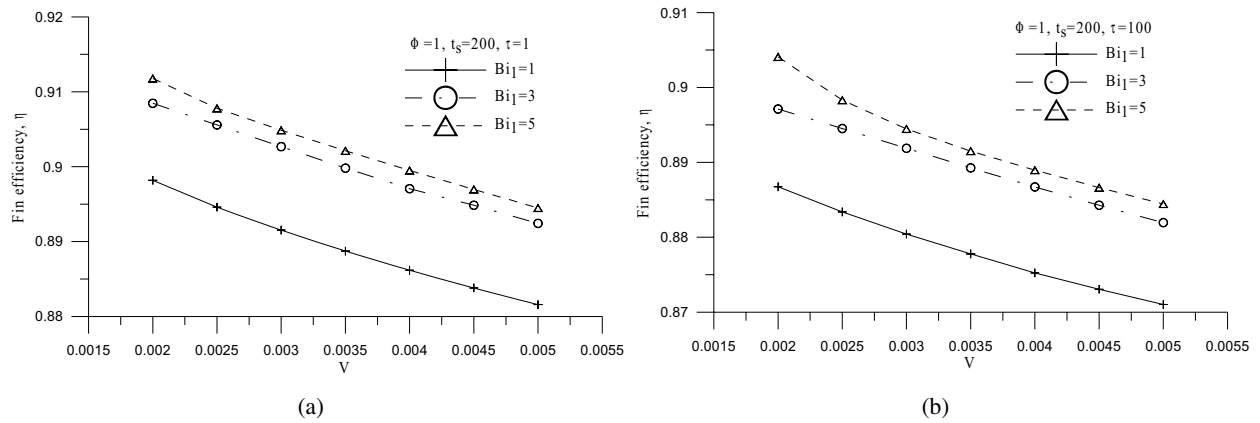 0.92
0.91
0.9
0.89
0.88
Fin efficiency, η
Φ =1, ts=200, τ=1
Bi1=1
Bi1=3
Bi1=5
0.0015 0.002 0.0025 0.003 0.0035 0.004 0.0045 0.005 0.0055
V
(a)
0.91
0.9
0.89
0.88
0.87
Fin efficiency, η
Φ =1, ts=200, τ=100
Bi1=1
Bi1=3
Bi1=5
0.0015 0.002 0.0025 0.003 0.0035 0.004 0.0045 0.005 0.0055
V
(b)